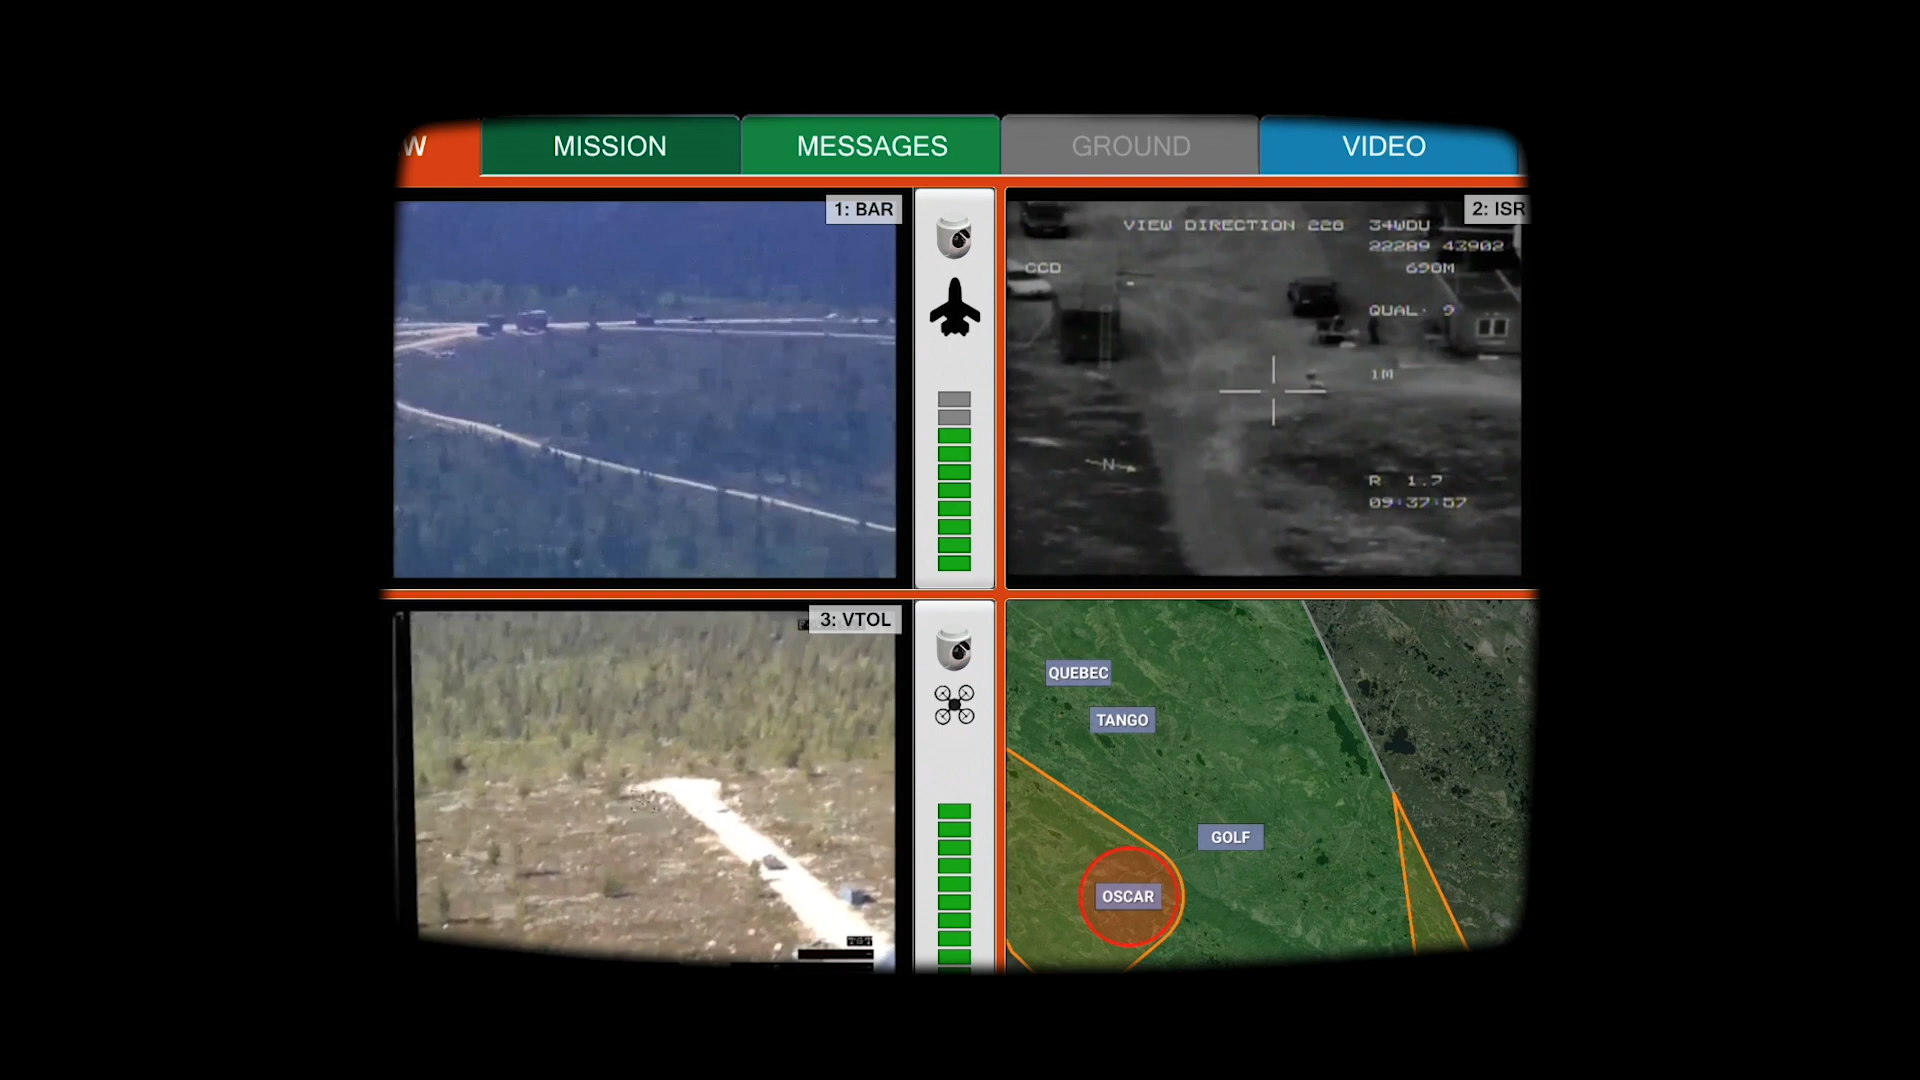 W
MISSION
MESSAGES
GROUND
VIDEO
1: BAR
2: ISR
VIEW DIRECTION 228
34WDU
22289 43902
690M
CCD
QUAL· 9
1M
N
R 1.7
09:37:57
3: VTOL
QUEBEC
TANGO
GOLF
OSCAR